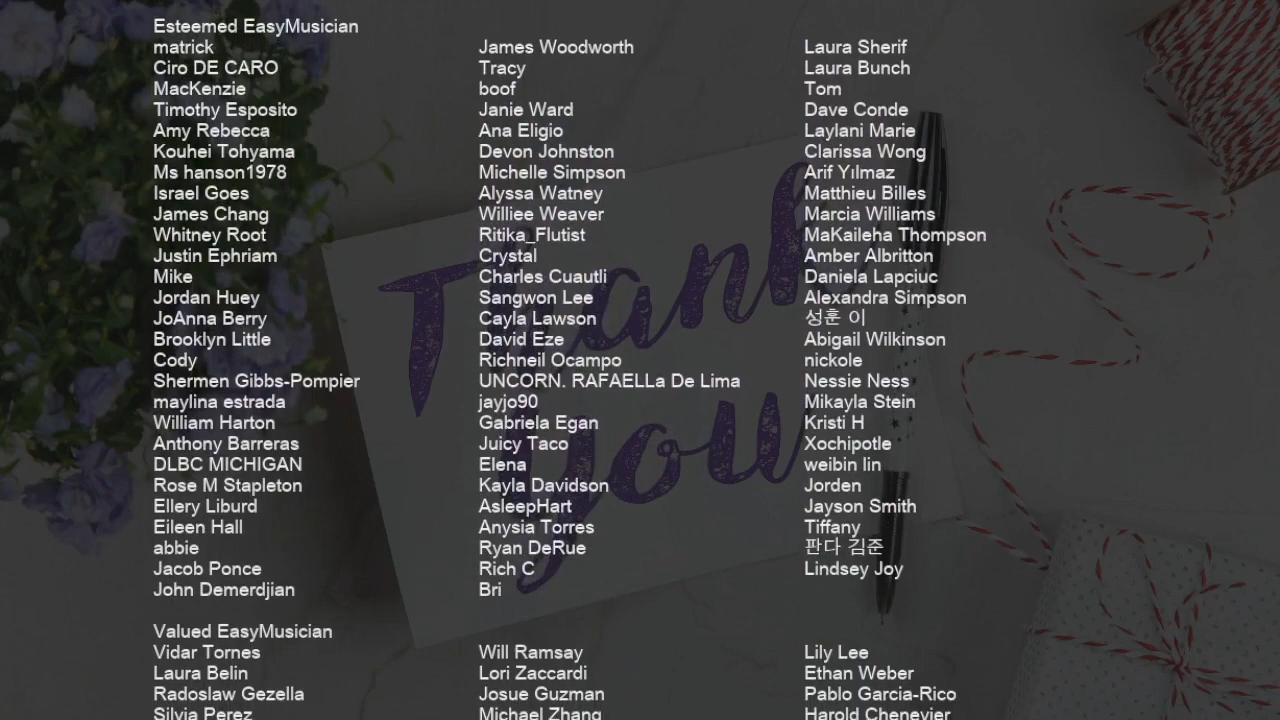 Esteemed EasyMusician
matrick James Woodworth Laura Sherif
Ciro DE CARO Tracy Laura Bunch
MacKenzie boof Tom
Timothy Esposito Janie Ward Dave Conde
Amy Rebecca Ana Eligio Laylani Marie
Kouhei Tohyama Devon Johnston Clarissa Wong
Ms hanson1978 Michelle Simpson Arif Yılmaz
Israel Goes Alyssa Watney Matthieu Billes
James Chang Williee Weaver Marcia Williams
Whitney Root Ritika_Flutist MaKaileha Thompson
Justin Ephriam Crystal Amber Albritton
Mike Charles Cuautli Daniela Lapciuc
Jordan Huey Sangwon Lee Alexandra Simpson
JoAnna Berry Cayla Lawson 성훈 이
Brooklyn Little David Eze Abigail Wilkinson
Cody Richneil Ocampo nickole
Shermen Gibbs-Pompier UNCORN. RAFAELLa De Lima Nessie Ness
maylina estrada jayjo90 Mikayla Stein
William Harton Gabriela Egan Kristi H
Anthony Barreras Juicy Taco Xochipotle
DLBC MICHIGAN Elena weibin lin
Rose M Stapleton Kayla Davidson Jorden
Ellery Liburd AsleepHart Jayson Smith
Eileen Hall Anysia Torres Tiffany
abbie Ryan DeRue 판다 김준
Jacob Ponce Rich C Lindsey Joy
John Demerdjian Bri
Valued EasyMusician
Vidar Tornes Will Ramsay Lily Lee
Laura Belin Lori Zaccardi Ethan Weber
Radoslaw Gezella Josue Guzman Pablo Garcia-Rico
Silvia Perez Michael Zhang Harold Chenevier
Thank
you